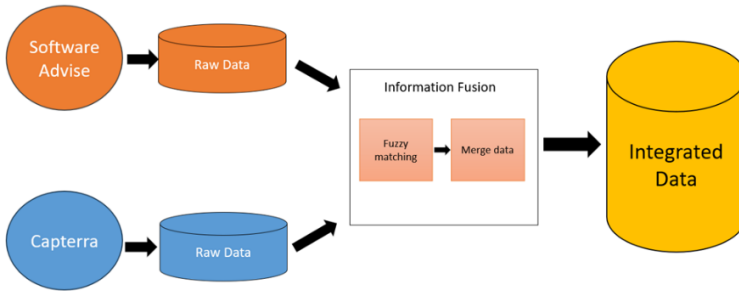 Software
Advise
Raw Data
Information Fusion
Fuzzy
matching
Merge data
Integrated
Data
Capterra
Raw Data